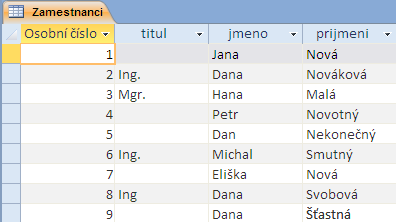 Zamestnanci
Osobní číslo titul jmeno prijmeni
1 Jana Nová
2 Ing. Dana Nováková
3 Mgr. Hana Malá
4 Petr Novotný
5 Dan Nekonečný
6 Ing. Michal Smutný
7 Eliška Nová
8 Ing Dana Svobová
9 Dana Šťastná